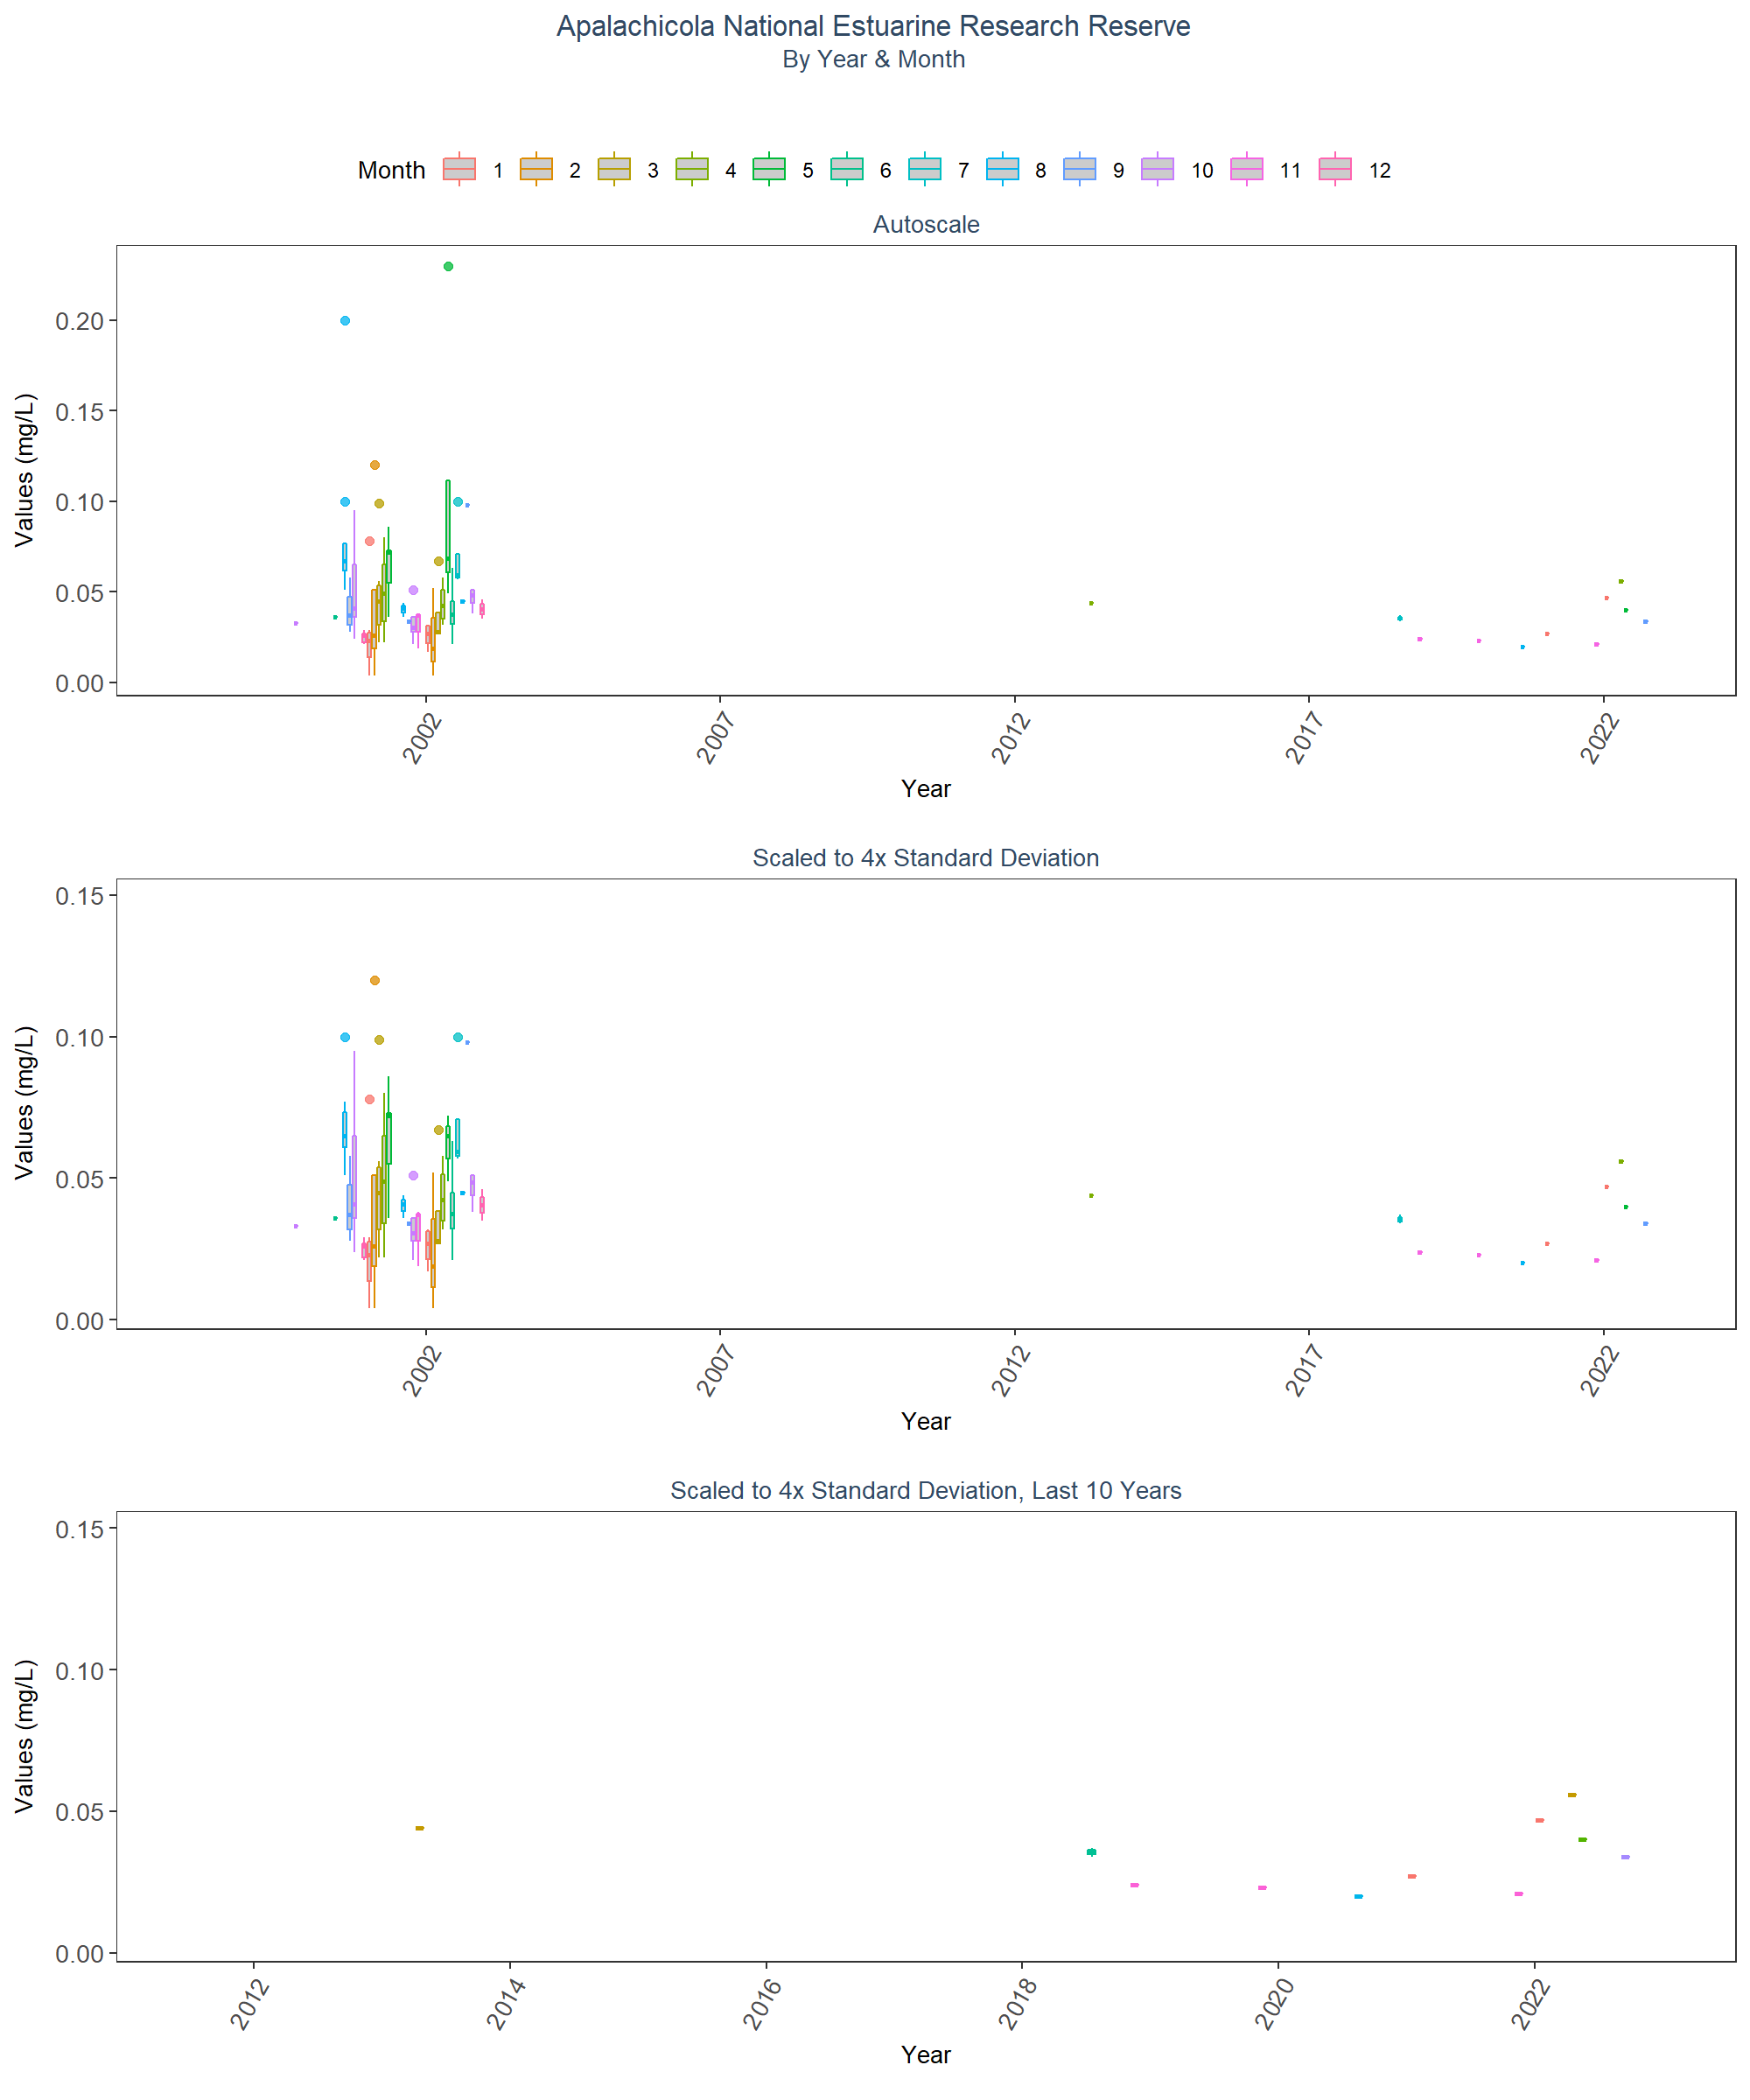 Apalachicola National Estuarine Research Reserve
By Year & Month
Month 1 2 3 4 5 6 7 8 9 10 11 12
Autoscale
Values (mg/L)
0.20
0.15
0.10
0.05
0.00
2002 2007 2012 2017 2022
Year
Scaled to 4x Standard Deviation
Values (mg/L)
0.15
0.10
0.05
0.00
2002 2007 2012 2017 2022
Year
Scaled to 4x Standard Deviation, Last 10 Years
Values (mg/L)
0.15
0.10
0.05
0.00
2012 2014 2016 2018 2020 2022
Year